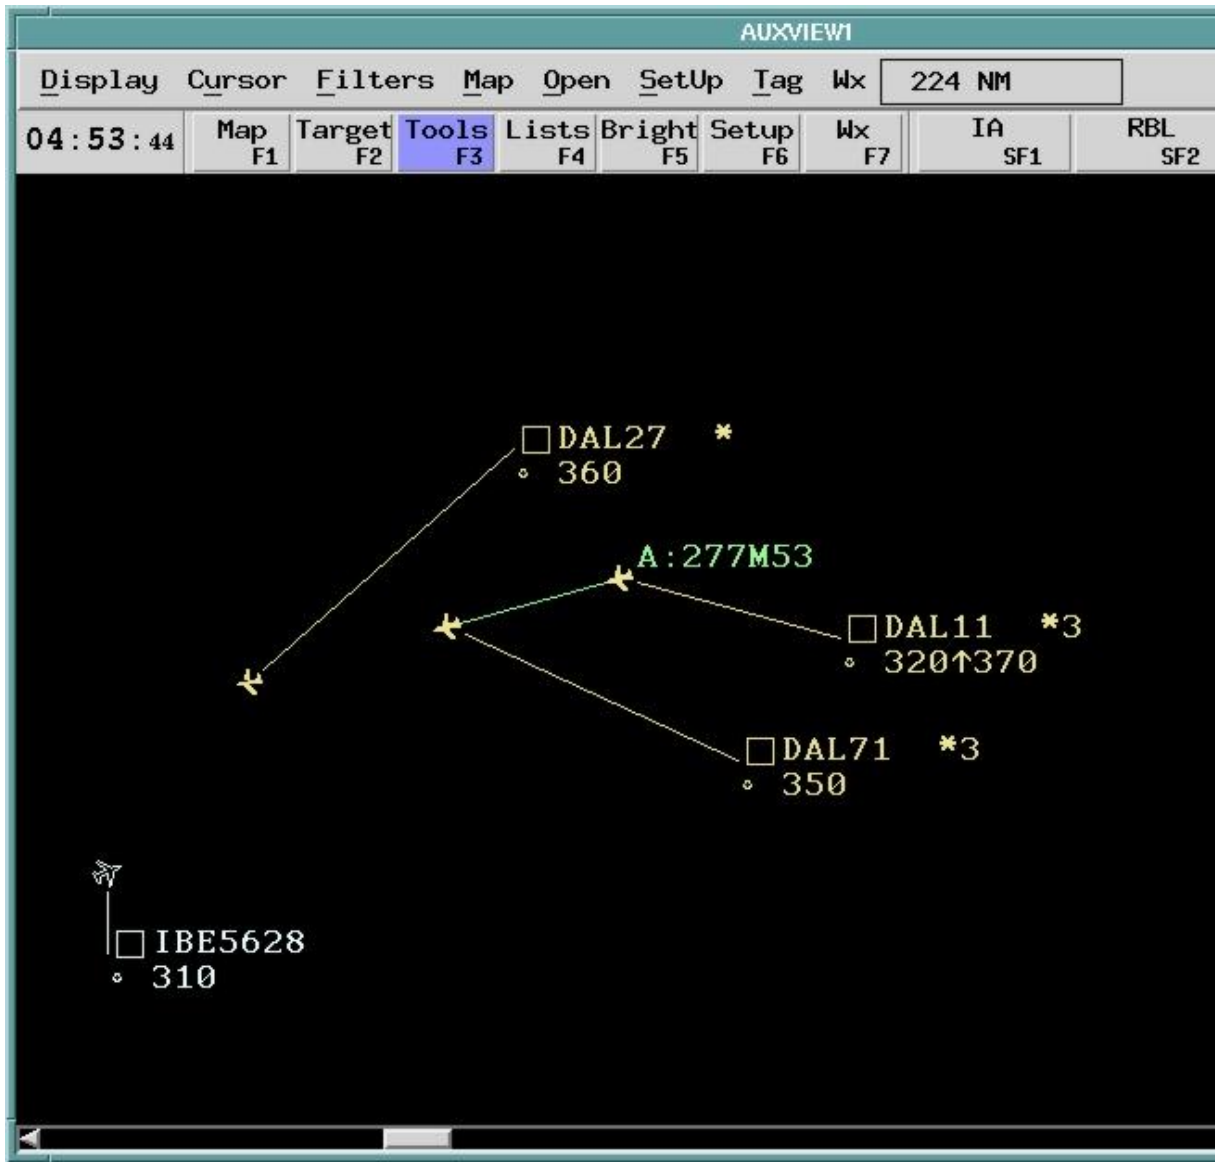 AUXVIEW1
Display Cursor Filters Map Open SetUp Tag Wx 224 NM
04:53:44 Map F1 Target F2 Tools F3 Lists F4 Bright F5 Setup F6 Wx F7 IA SF1 RBL SF2
DAL27 *
360
A:277M53
DAL11 *3
320↑370
DAL71 *3
350
IBE5628
310